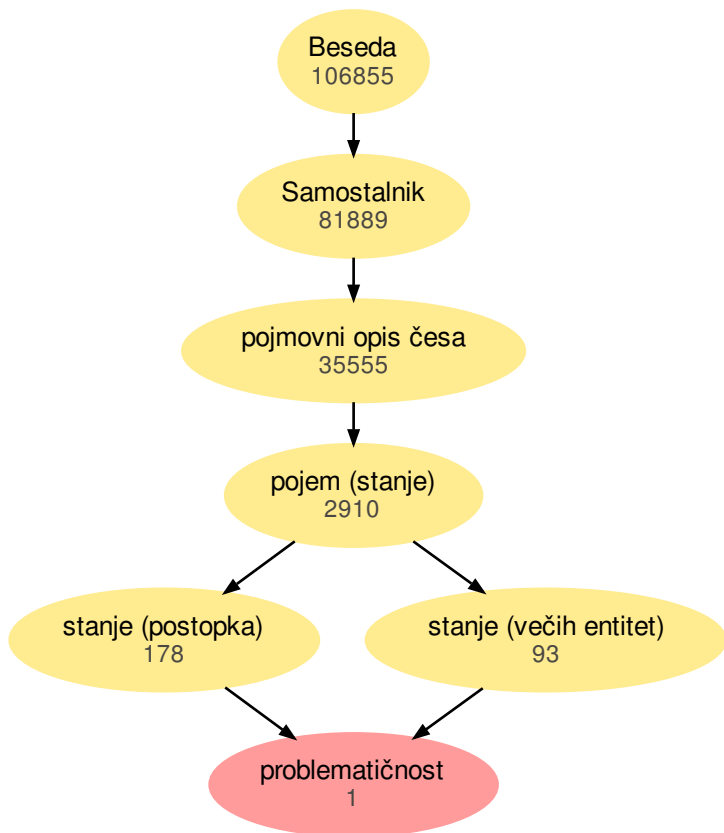 Beseda
106855
Samostalnik
81889
pojmovni opis česa
35555
pojem (stanje)
2910
stanje (postopka)
178
stanje (večih entitet)
93
problematičnost
1